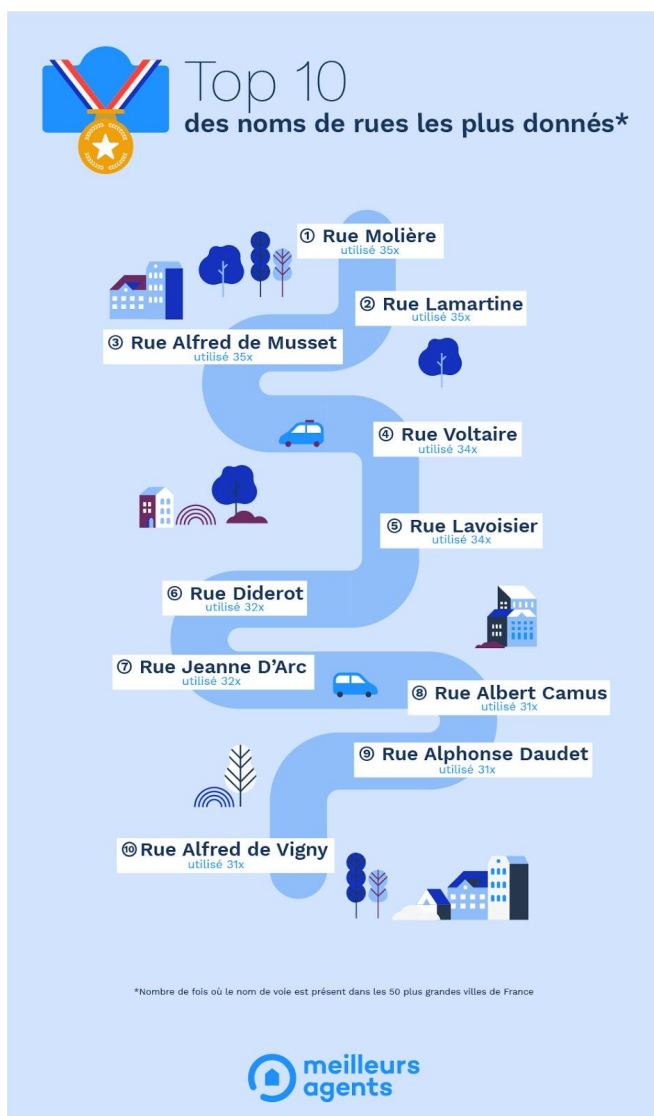 Top 10
des noms de rues les plus donnés*
① Rue Molière
utilisé 35x
② Rue Lamartine
utilisé 35x
③ Rue Alfred de Musset
utilisé 35x
④ Rue Voltaire
utilisé 34x
⑤ Rue Lavoisier
utilisé 34x
⑥ Rue Diderot
utilisé 32x
⑦ Rue Jeanne D’Arc
utilisé 32x
⑧ Rue Albert Camus
utilisé 31x
⑨ Rue Alphonse Daudet
utilisé 31x
⑩ Rue Alfred de Vigny
utilisé 31x
*Nombre de fois où le nom de voie est présent dans les 50 plus grandes villes de France
meilleurs
agents